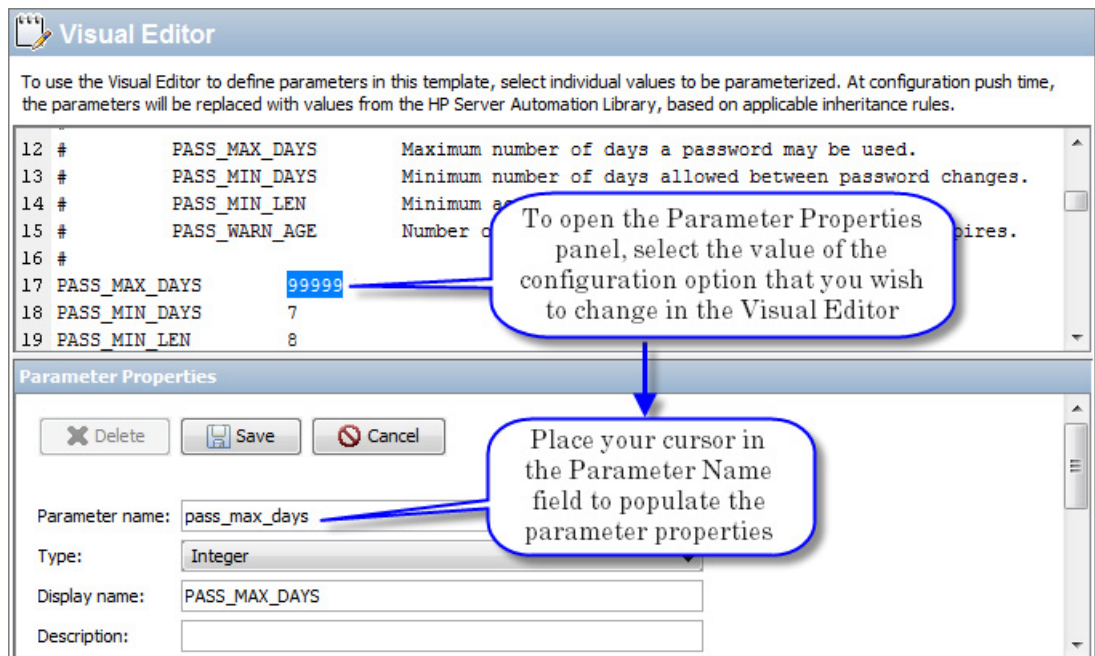 Visual Editor
To use the Visual Editor to define parameters in this template, select individual values to be parameterized. At configuration push time,
the parameters will be replaced with values from the HP Server Automation Library, based on applicable inheritance rules.
12 # PASS_MAX_DAYS Maximum number of days a password may be used.
13 # PASS_MIN_DAYS Minimum number of days allowed between password changes.
14 # PASS_MIN_LEN Minimum
15 # PASS_WARN_AGE Number
16 #
17 PASS_MAX_DAYS 99999
18 PASS_MIN_DAYS 7
19 PASS_MIN_LEN 8
To open the Parameter Properties
panel, select the value of the
configuration option that you wish
to change in the Visual Editor
Parameter Properties
Delete Save Cancel
Place your cursor in
the Parameter Name
field to populate the
parameter properties
Parameter name: pass_max_days
Type: Integer
Display name: PASS_MAX_DAYS
Description: